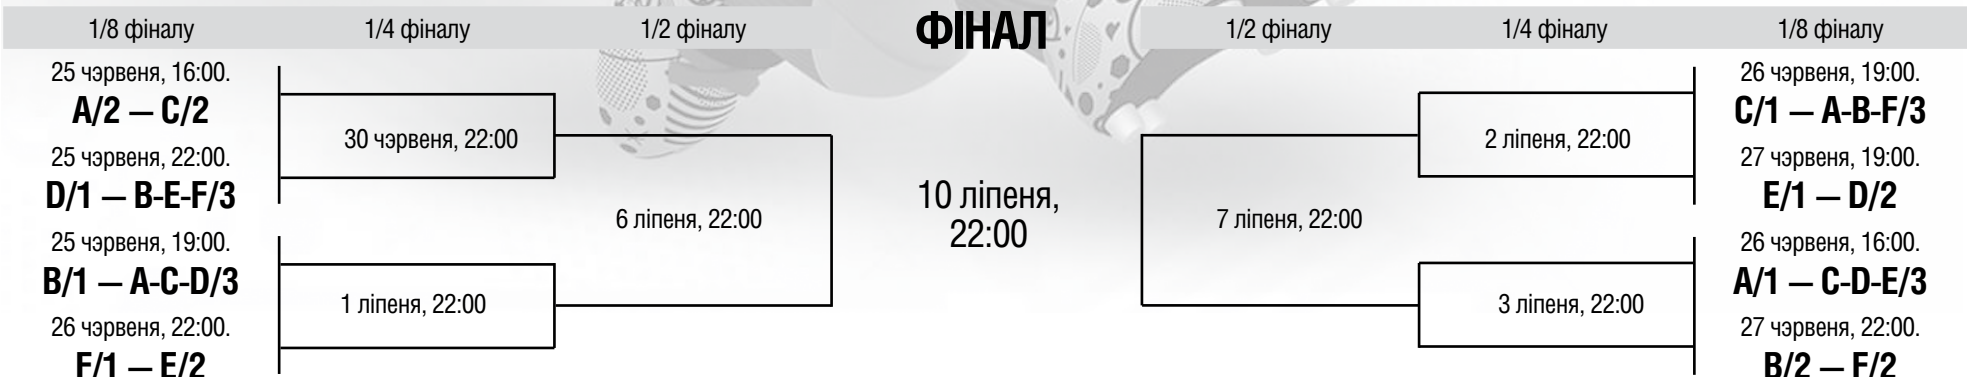 1/8 фіналу
1/4 фіналу
1/2 фіналу
ФІНАЛ
1/2 фіналу
1/4 фіналу
1/8 фіналу
25 чэрвеня, 16:00.
A/2 — C/2
25 чэрвеня, 22:00.
D/1 — B-E-F/3
25 чэрвеня, 19:00.
B/1 — A-C-D/3
26 чэрвеня, 22:00.
F/1 — E/2
30 чэрвеня, 22:00
1 ліпеня, 22:00
6 ліпеня, 22:00
10 ліпеня,
22:00
7 ліпеня, 22:00
2 ліпеня, 22:00
3 ліпеня, 22:00
26 чэрвеня, 19:00.
C/1 — A-B-F/3
27 чэрвеня, 19:00.
E/1 — D/2
26 чэрвеня, 16:00.
A/1 — C-D-E/3
27 чэрвеня, 22:00.
B/2 — F/2